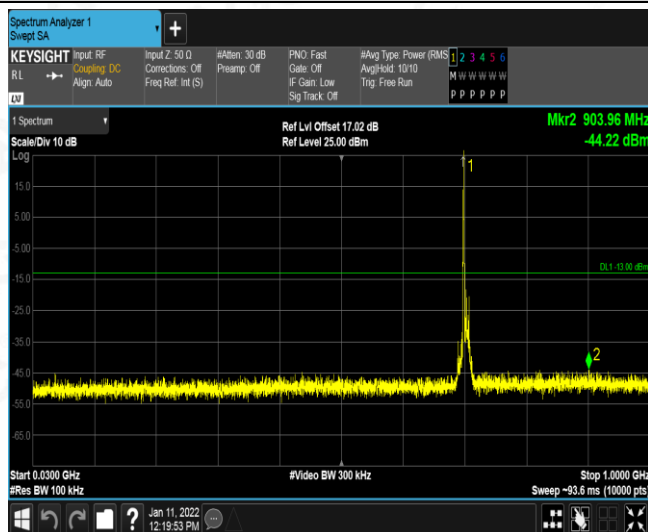 Spectrum Analyzer 1
Swept SA
KEYSIGHT
RL
Input: RF
Coupling: DC
Align: Auto
Input Z: 50 Ω
Corrections: Off
Freq Ref: Int (S)
#Atten: 30 dB
Preamp: Off
PNO: Fast
Gate: Off
IF Gain: Low
Sig Track: Off
#Avg Type: Power (RMS
Avg|Hold: 10/10
Trig: Free Run
1 2 3 4 5 6
M W W W W W
P P P P P P
1 Spectrum
Scale/Div 10 dB
Ref Lvl Offset 17.02 dB
Ref Level 25.00 dBm
Mkr2 903.96 MHz
-44.22 dBm
Log
1
15.0
5.00
-5.00
DL1 -13.00 dBm
-15.0
-25.0
-35.0
2
-45.0
-55.0
-65.0
Start 0.0300 GHz
#Res BW 100 kHz
#Video BW 300 kHz
Stop 1.0000 GHz
Sweep ~93.6 ms (10000 pts)
?
Jan 11, 2022
12:19:53 PM